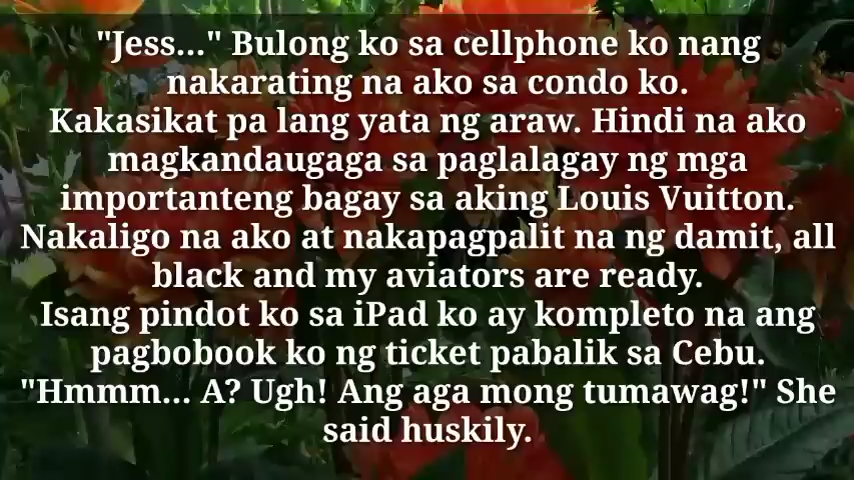 "Jess..." Bulong ko sa cellphone ko nang
nakarating na ako sa condo ko.
Kakasikat pa lang yata ng araw. Hindi na ako
magkandaugaga sa paglalagay ng mga
importanteng bagay sa aking Louis Vuitton.
Nakaligo na ako at nakapagpalit na ng damit, all
black and my aviators are ready.
Isang pindot ko sa iPad ko ay kompleto na ang
pagbobook ko ng ticket pabalik sa Cebu.
"Hmmm... A? Ugh! Ang aga mong tumawag!" She
said huskily.